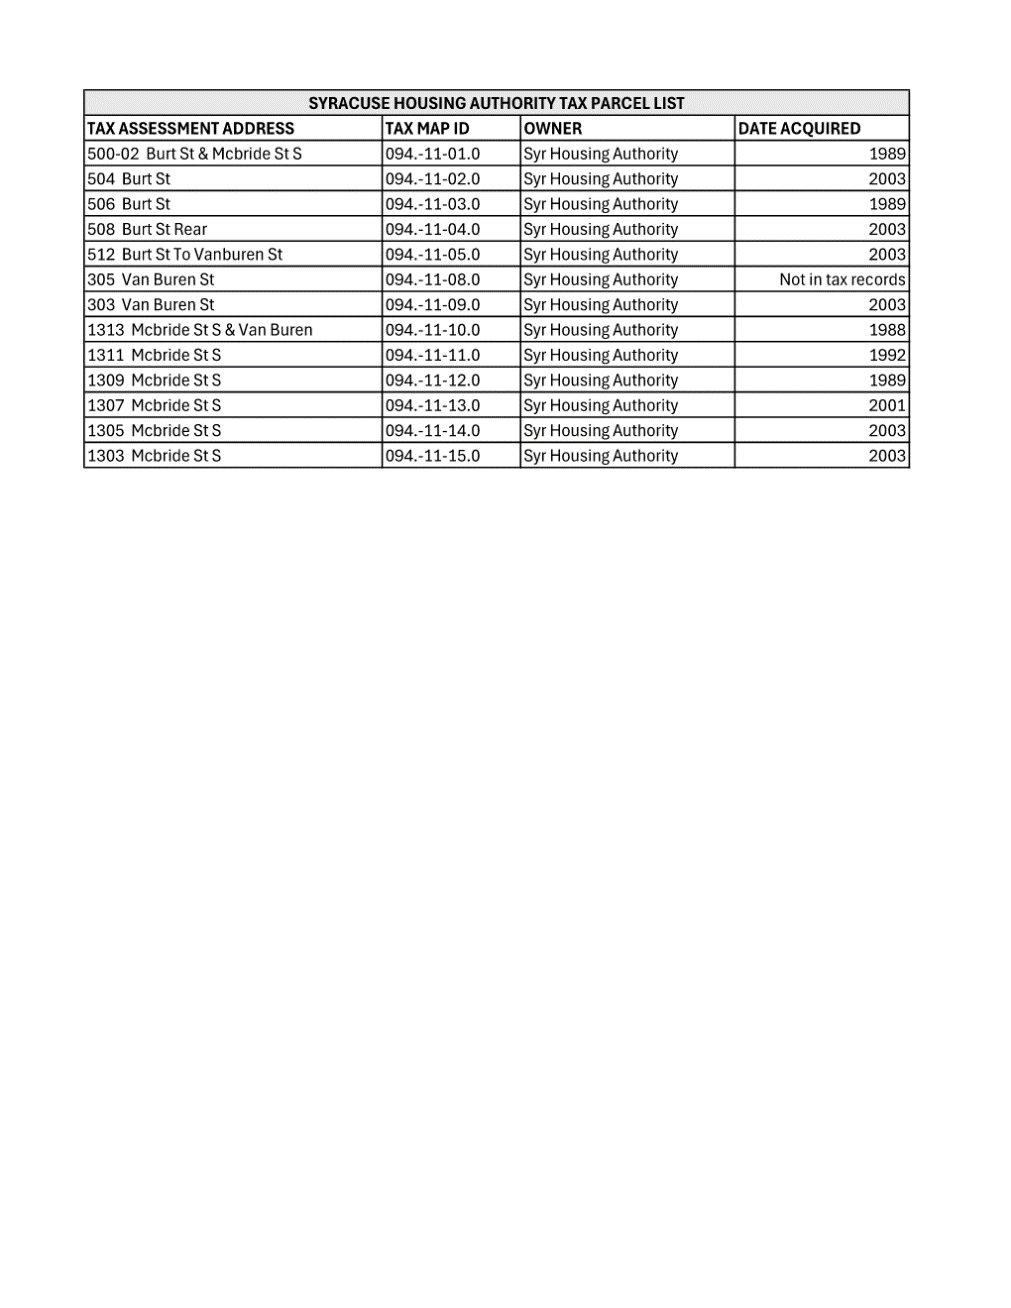 SYRACUSE HOUSING AUTHORITY TAX PARCEL LIST
TAX ASSESSMENT ADDRESS TAX MAP ID OWNER DATE ACQUIRED
500-02 Burt St & Mcbride St S 094.-11-01.0 Syr Housing Authority 1989
504 Burt St 094.-11-02.0 Syr Housing Authority 2003
506 Burt St 094.-11-03.0 Syr Housing Authority 1989
508 Burt St Rear 094.-11-04.0 Syr Housing Authority 2003
512 Burt St To Vanburen St 094.-11-05.0 Syr Housing Authority 2003
305 Van Buren St 094.-11-08.0 Syr Housing Authority Not in tax records
303 Van Buren St 094.-11-09.0 Syr Housing Authority 2003
1313 Mcbride St S & Van Buren 094.-11-10.0 Syr Housing Authority 1988
1311 Mcbride St S 094.-11-11.0 Syr Housing Authority 1992
1309 Mcbride St S 094.-11-12.0 Syr Housing Authority 1989
1307 Mcbride St S 094.-11-13.0 Syr Housing Authority 2001
1305 Mcbride St S 094.-11-14.0 Syr Housing Authority 2003
1303 Mcbride St S 094.-11-15.0 Syr Housing Authority 2003